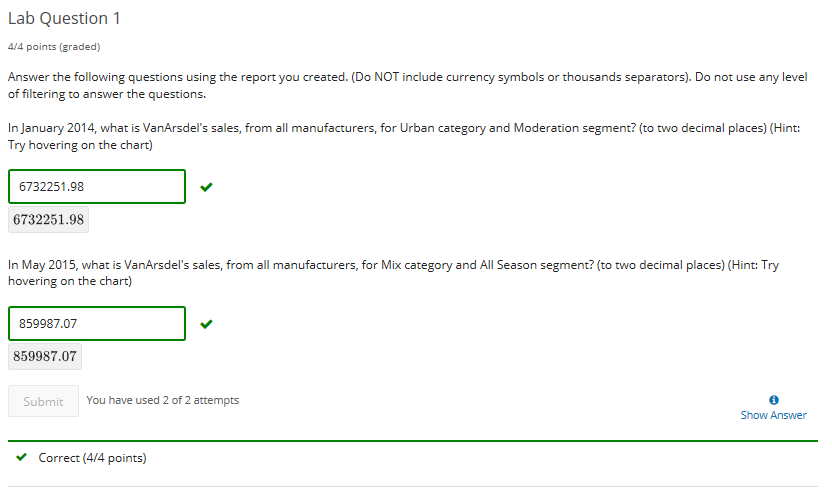 Lab Question 1
4/4 points (graded)
Answer the following questions using the report you created. (Do NOT include currency symbols or thousands separators). Do not use any level
of filtering to answer the questions.
In January 2014, what is VanArsdel's sales, from all manufacturers, for Urban category and Moderation segment? (to two decimal places) (Hint:
Try hovering on the chart)
6732251.98
6732251.98
In May 2015, what is VanArsdel's sales, from all manufacturers, for Mix category and All Season segment? (to two decimal places) (Hint: Try
hovering on the chart)
859987.07
859987.07
Submit
You have used 2 of 2 attempts
Show Answer
Correct (4/4 points)